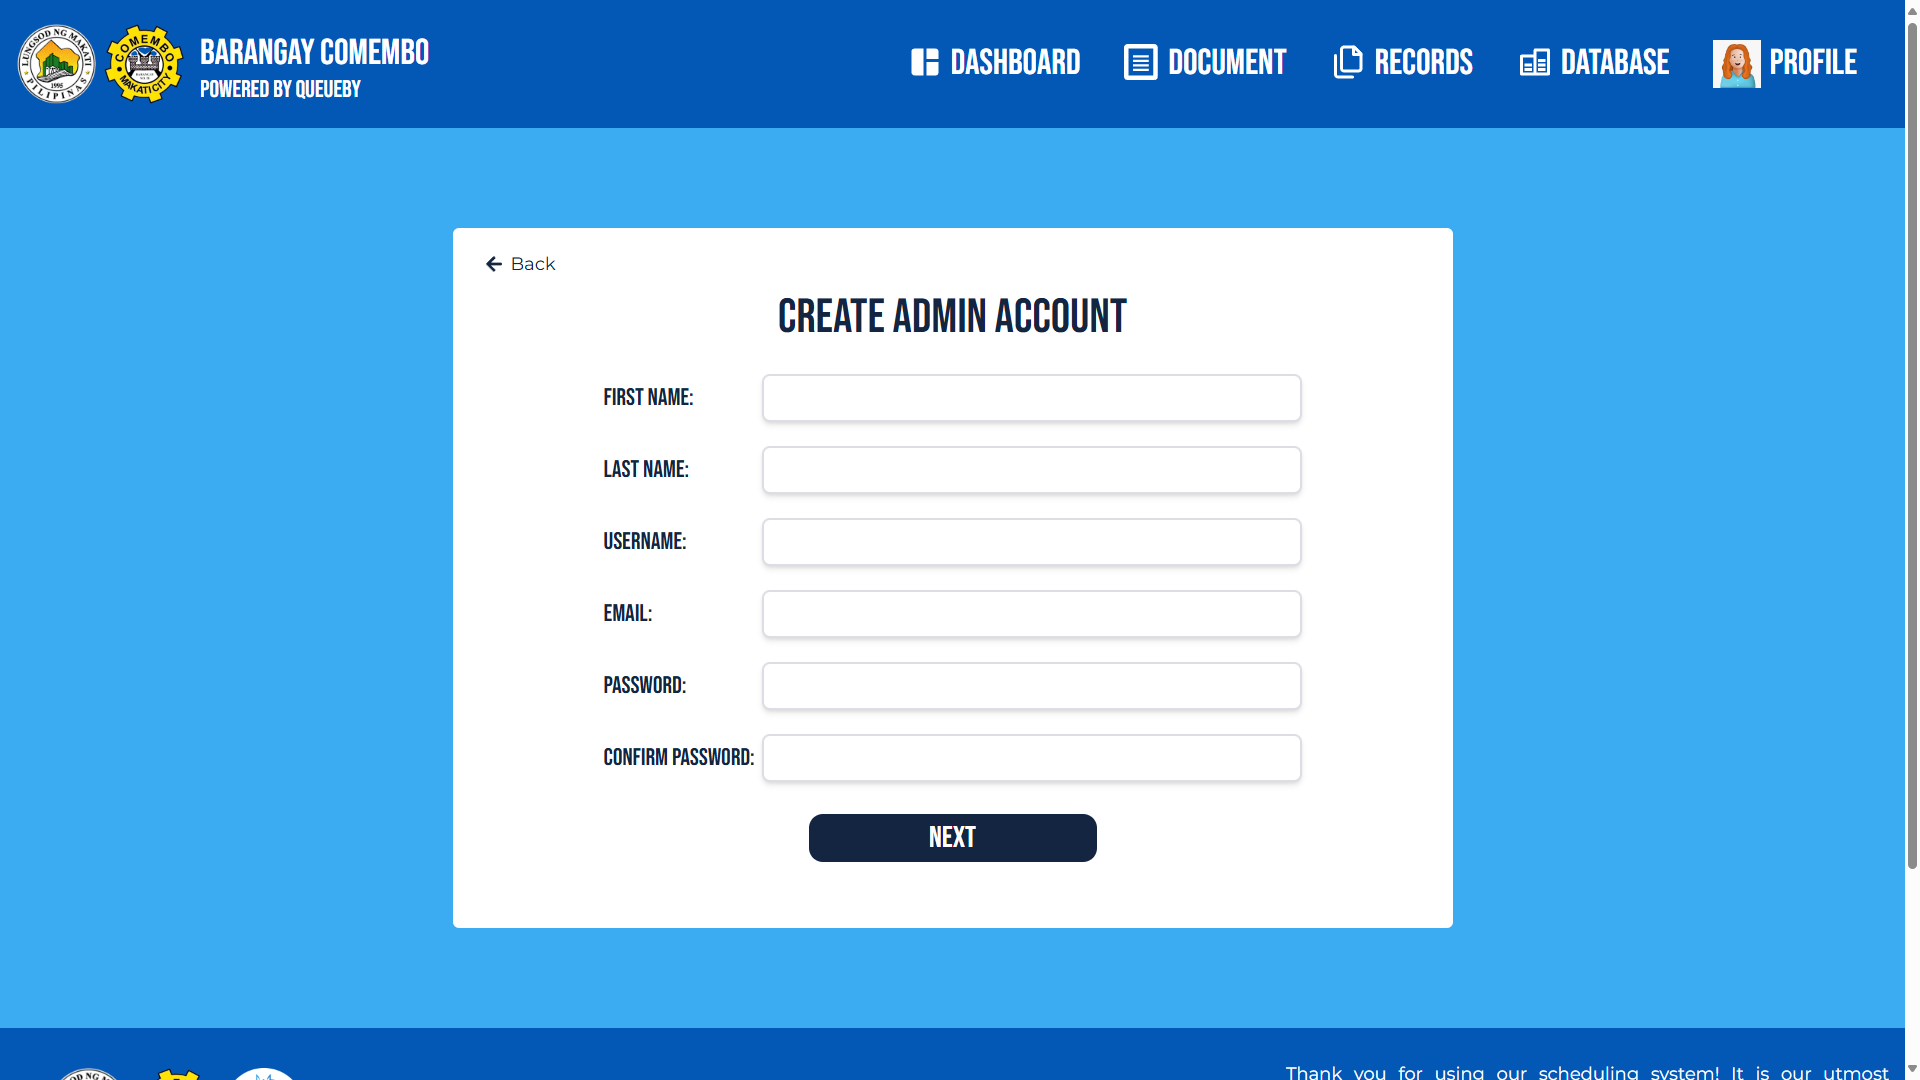 LUNGSOD NG MAKATI
PILIPINAS
1995
COMEMBO
MAKATI CITY
BARANGAY COMEMBO
POWERED BY QUEUEBY
DASHBOARD
DOCUMENT
RECORDS
DATABASE
PROFILE
Back
CREATE ADMIN ACCOUNT
FIRST NAME:
LAST NAME:
USERNAME:
EMAIL:
PASSWORD:
CONFIRM PASSWORD:
NEXT
Thank you for using our scheduling system! It is our utmost